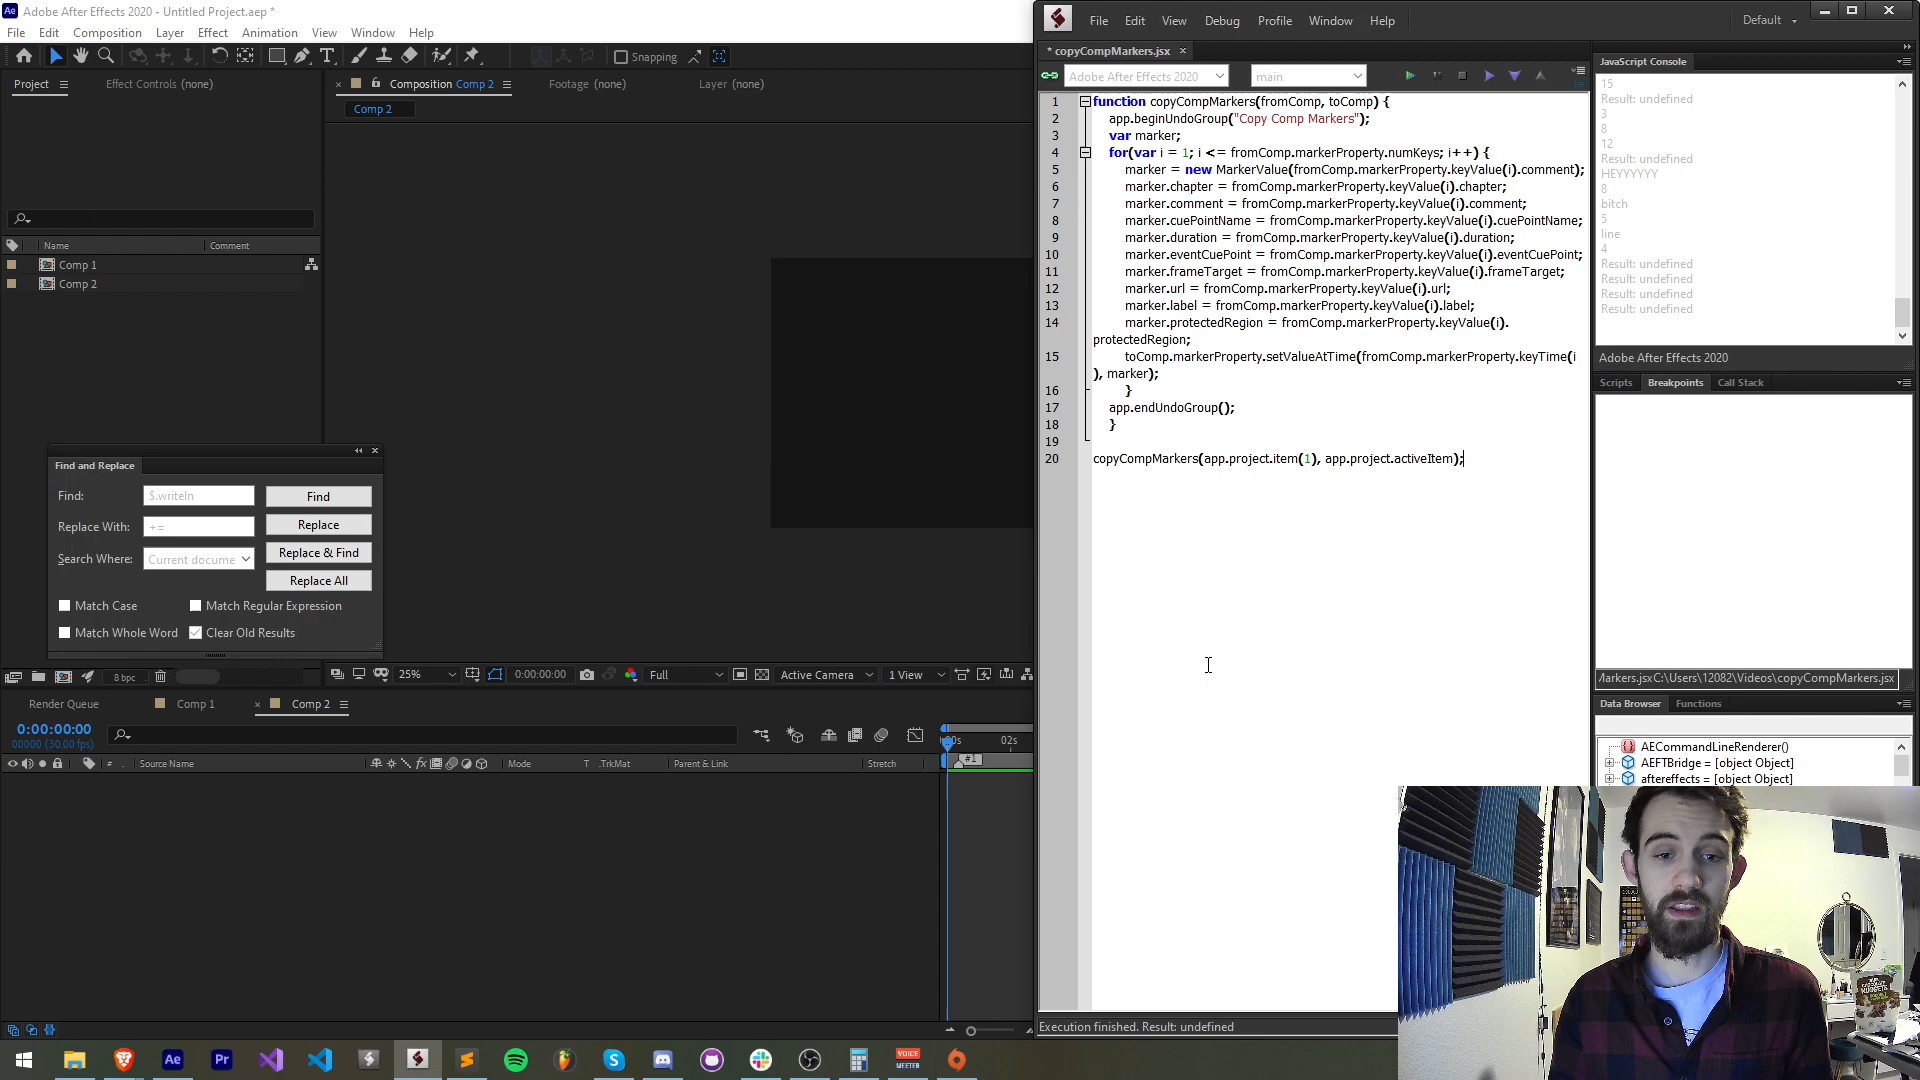 Adobe After Effects 2020 - Untitled Project.aep *
File Edit Composition Layer Effect Animation View Window Help
Snapping
Project
Effect Controls (none)
Composition Comp 2
Footage (none)
Layer (none)
Comp 2
Name
Comment
Comp 1
Comp 2
Find and Replace
Find:
$.writeln
Find
Replace With:
+=
Replace
Search Where:
Current docume
Replace & Find
Replace All
Match Case
Match Regular Expression
Match Whole Word
Clear Old Results
8 bpc
25%
0:00:00:00
Full
Active Camera
1 View
Render Queue
Comp 1
Comp 2
0:00:00:00
00000 (30.00 fps)
02s
# Source Name
Mode
T .TrkMat
Parent & Link
Stretch
#1
File Edit View Debug Profile Window Help
Default
* copyCompMarkers.jsx
Adobe After Effects 2020
main
1 function copyCompMarkers(fromComp, toComp) {
2 app.beginUndoGroup("Copy Comp Markers");
3 var marker;
4 for(var i = 1; i <= fromComp.markerProperty.numKeys; i++) {
5 marker = new MarkerValue(fromComp.markerProperty.keyValue(i).comment);
6 marker.chapter = fromComp.markerProperty.keyValue(i).chapter;
7 marker.comment = fromComp.markerProperty.keyValue(i).comment;
8 marker.cuePointName = fromComp.markerProperty.keyValue(i).cuePointName;
9 marker.duration = fromComp.markerProperty.keyValue(i).duration;
10 marker.eventCuePoint = fromComp.markerProperty.keyValue(i).eventCuePoint;
11 marker.frameTarget = fromComp.markerProperty.keyValue(i).frameTarget;
12 marker.url = fromComp.markerProperty.keyValue(i).url;
13 marker.label = fromComp.markerProperty.keyValue(i).label;
14 marker.protectedRegion = fromComp.markerProperty.keyValue(i).
protectedRegion;
15 toComp.markerProperty.setValueAtTime(fromComp.markerProperty.keyTime(i
), marker);
16 }
17 app.endUndoGroup();
18 }
19
20 copyCompMarkers(app.project.item(1), app.project.activeItem);
Execution finished. Result: undefined
JavaScript Console
15
Result: undefined
3
8
12
Result: undefined
HEYYYYYY
8
bitch
5
line
4
Result: undefined
Result: undefined
Result: undefined
Result: undefined
Adobe After Effects 2020
Scripts Breakpoints Call Stack
/larkers.jsxC:\Users\12082\Videos\copyCompMarkers.jsx
Data Browser Functions
AECommandLineRenderer()
AEFTBridge = [object Object]
aftereffects = [object Object]
Ae
Pr
VOICE
MEETER